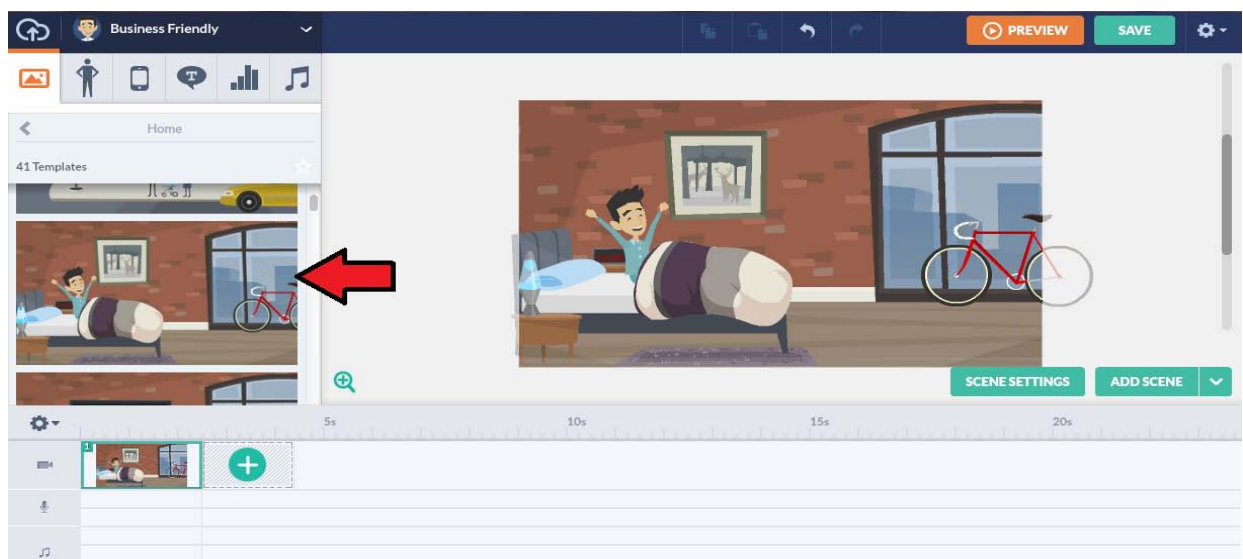 Business Friendly
PREVIEW
SAVE
T
Home
41 Templates
SCENE SETTINGS
ADD SCENE
5s
10s
15s
20s
1